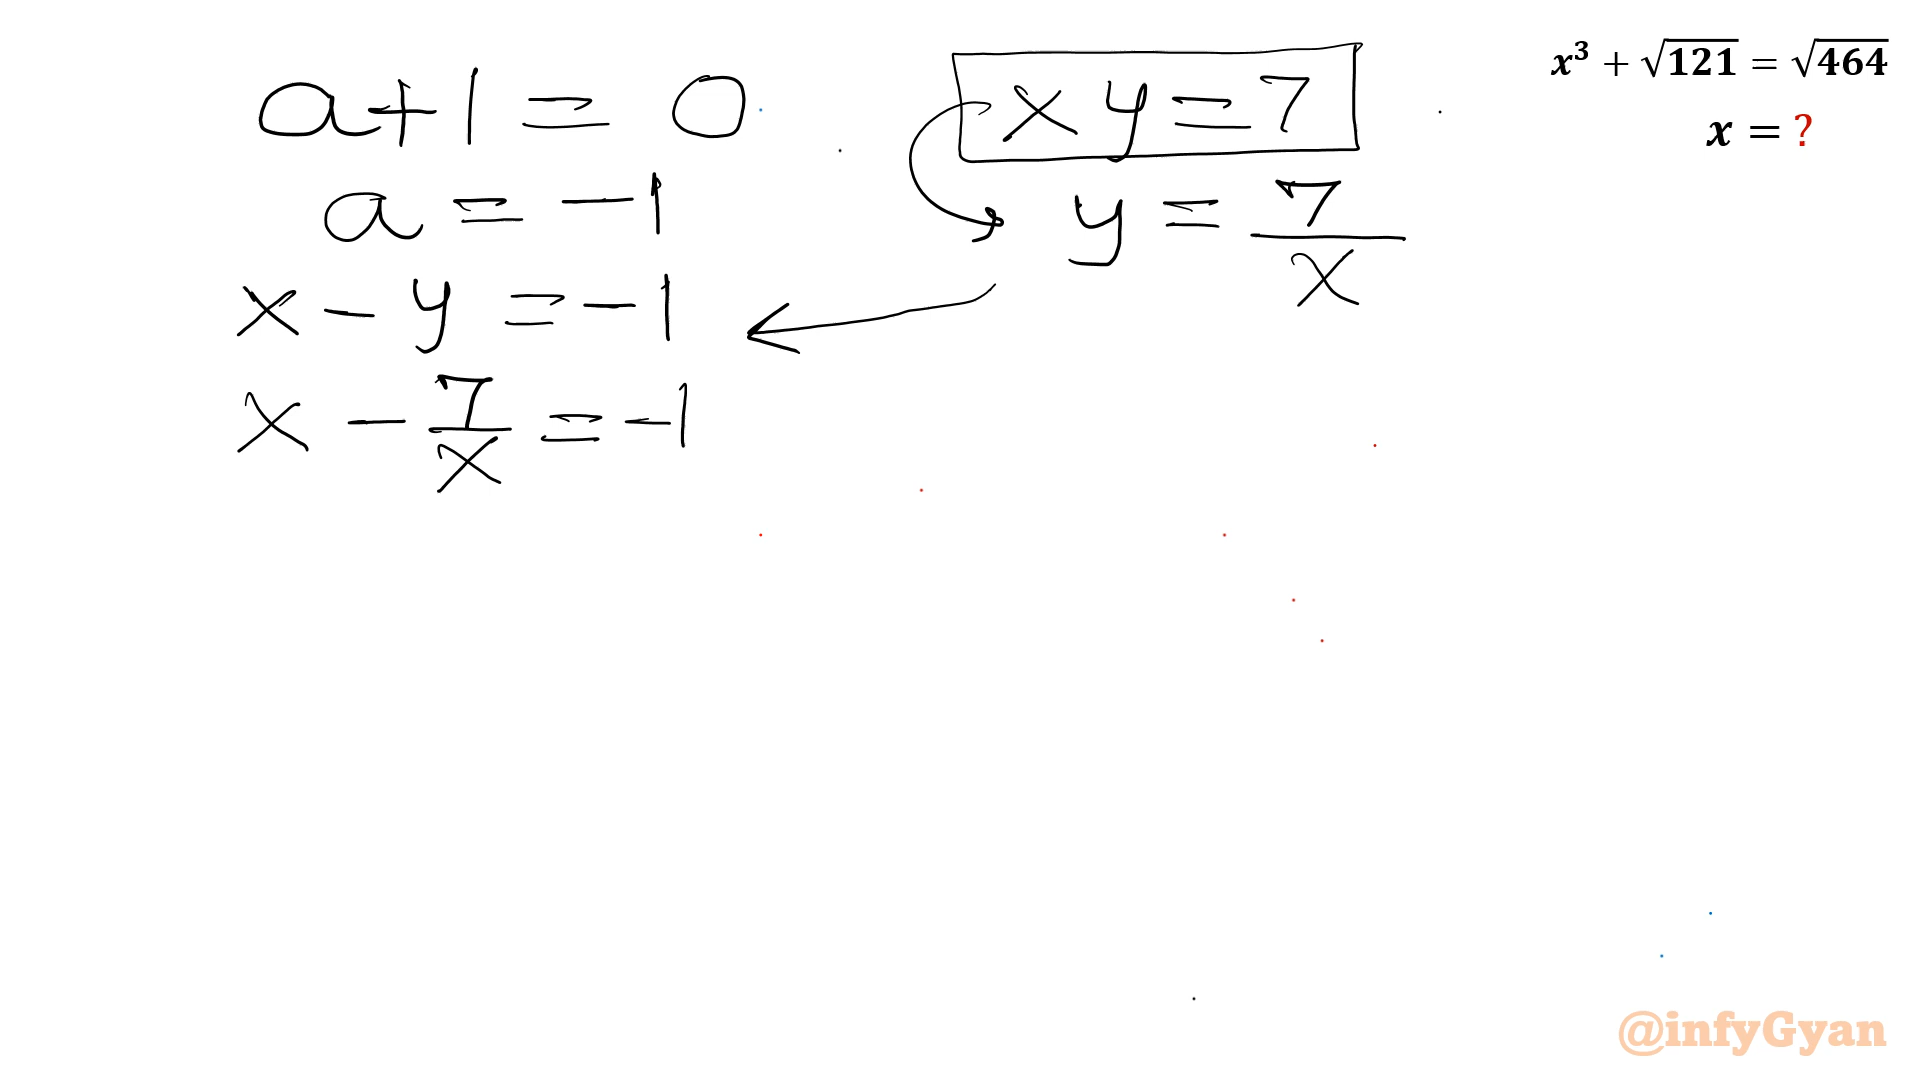 a+1 = 0
a = -1
x - y = -1
x - 7/x = -1
xy = 7
y = 7/x
x³ + √121 = √464
x = ?
@infyGyan